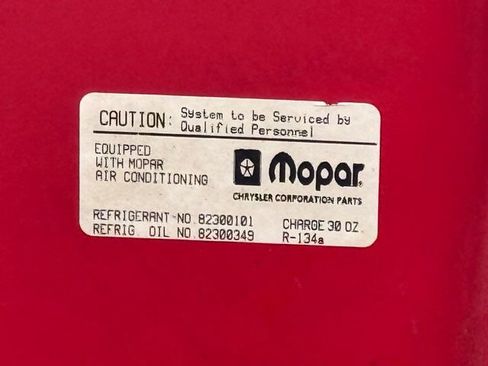 CAUTION: System to be Serviced by
Qualified Personnel
EQUIPPED
WITH MOPAR
AIR CONDITIONING
Mopar
CHRYSLER CORPORATION PARTS
REFRIGERANT NO. 82300101 CHARGE 30 OZ.
REFRIG. OIL NO. 82300349 R-134a